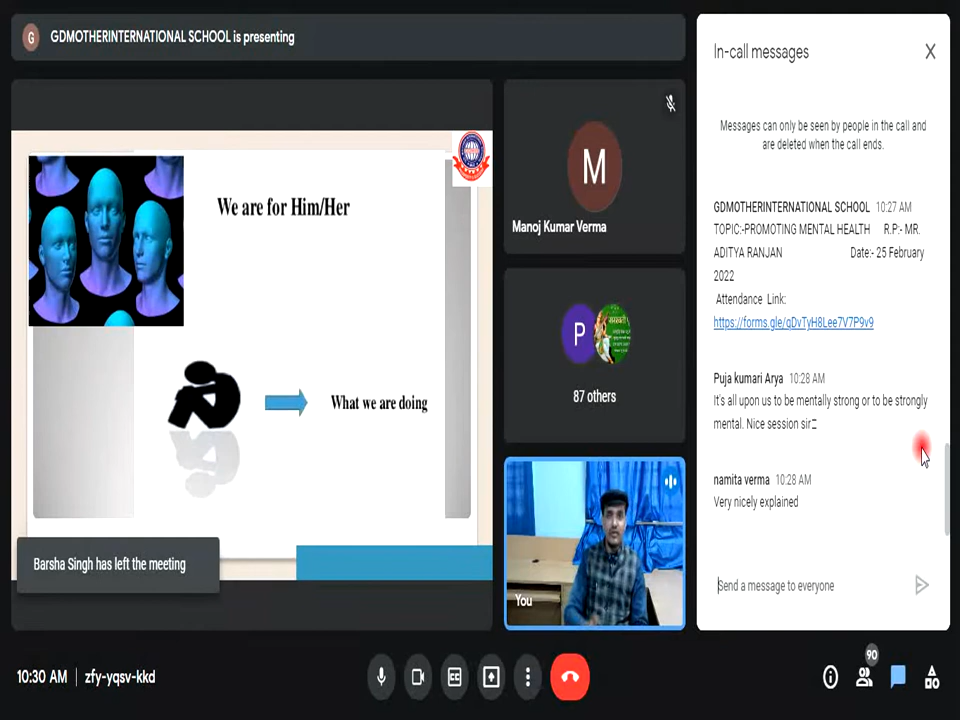 G
GDMOTHERINTERNATIONAL SCHOOL is presenting
We are for Him/Her
What we are doing
Barsha Singh has left the meeting
M
Manoj Kumar Verma
P
87 others
You
In-call messages
Messages can only be seen by people in the call and
are deleted when the call ends.
GDMOTHERINTERNATIONAL SCHOOL 10:27 AM
TOPIC:-PROMOTING MENTAL HEALTH R.P:- MR.
ADITYA RANJAN Date:- 25 February
2022
Attendance Link:
https://forms.gle/qDvTyH8Lee7V7P9v9
Puja kumari Arya 10:28 AM
It's all upon us to be mentally strong or to be strongly
mental. Nice session sir
namita verma 10:28 AM
Very nicely explained
Send a message to everyone
10:30 AM | zfy-yqsv-kkd
90